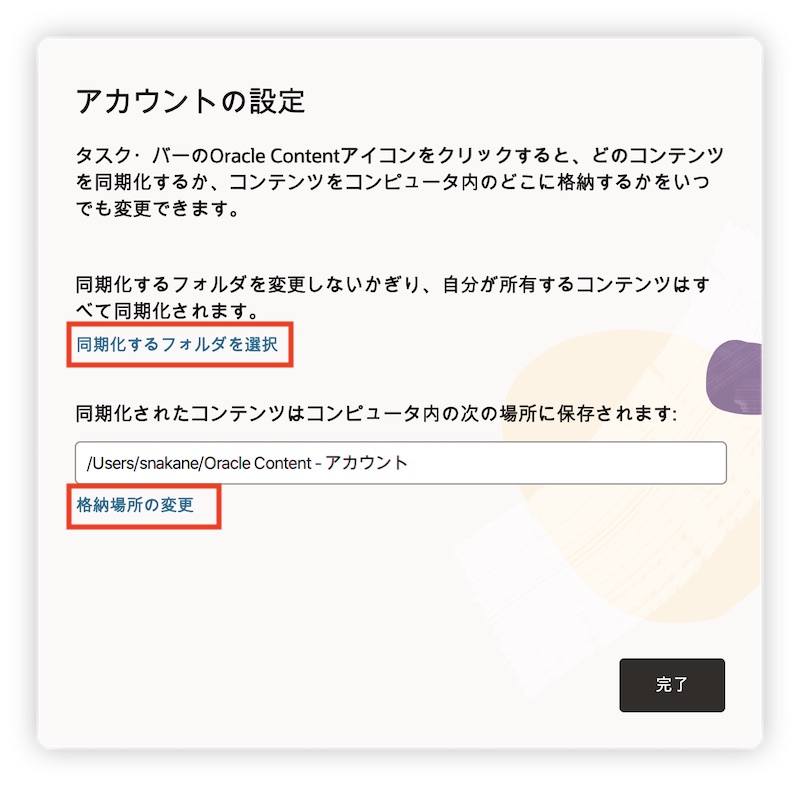 アカウントの設定
タスク・バーのOracle Contentアイコンをクリックすると、どのコンテンツ
を同期化するか、コンテンツをコンピュータ内のどこに格納するかをいつ
でも変更できます。
同期化するフォルダを変更しないかぎり、自分が所有するコンテンツはす
べて同期化されます。
同期化するフォルダを選択
同期化されたコンテンツはコンピュータ内の次の場所に保存されます:
/Users/snakane/Oracle Content - アカウント
格納場所の変更
完了